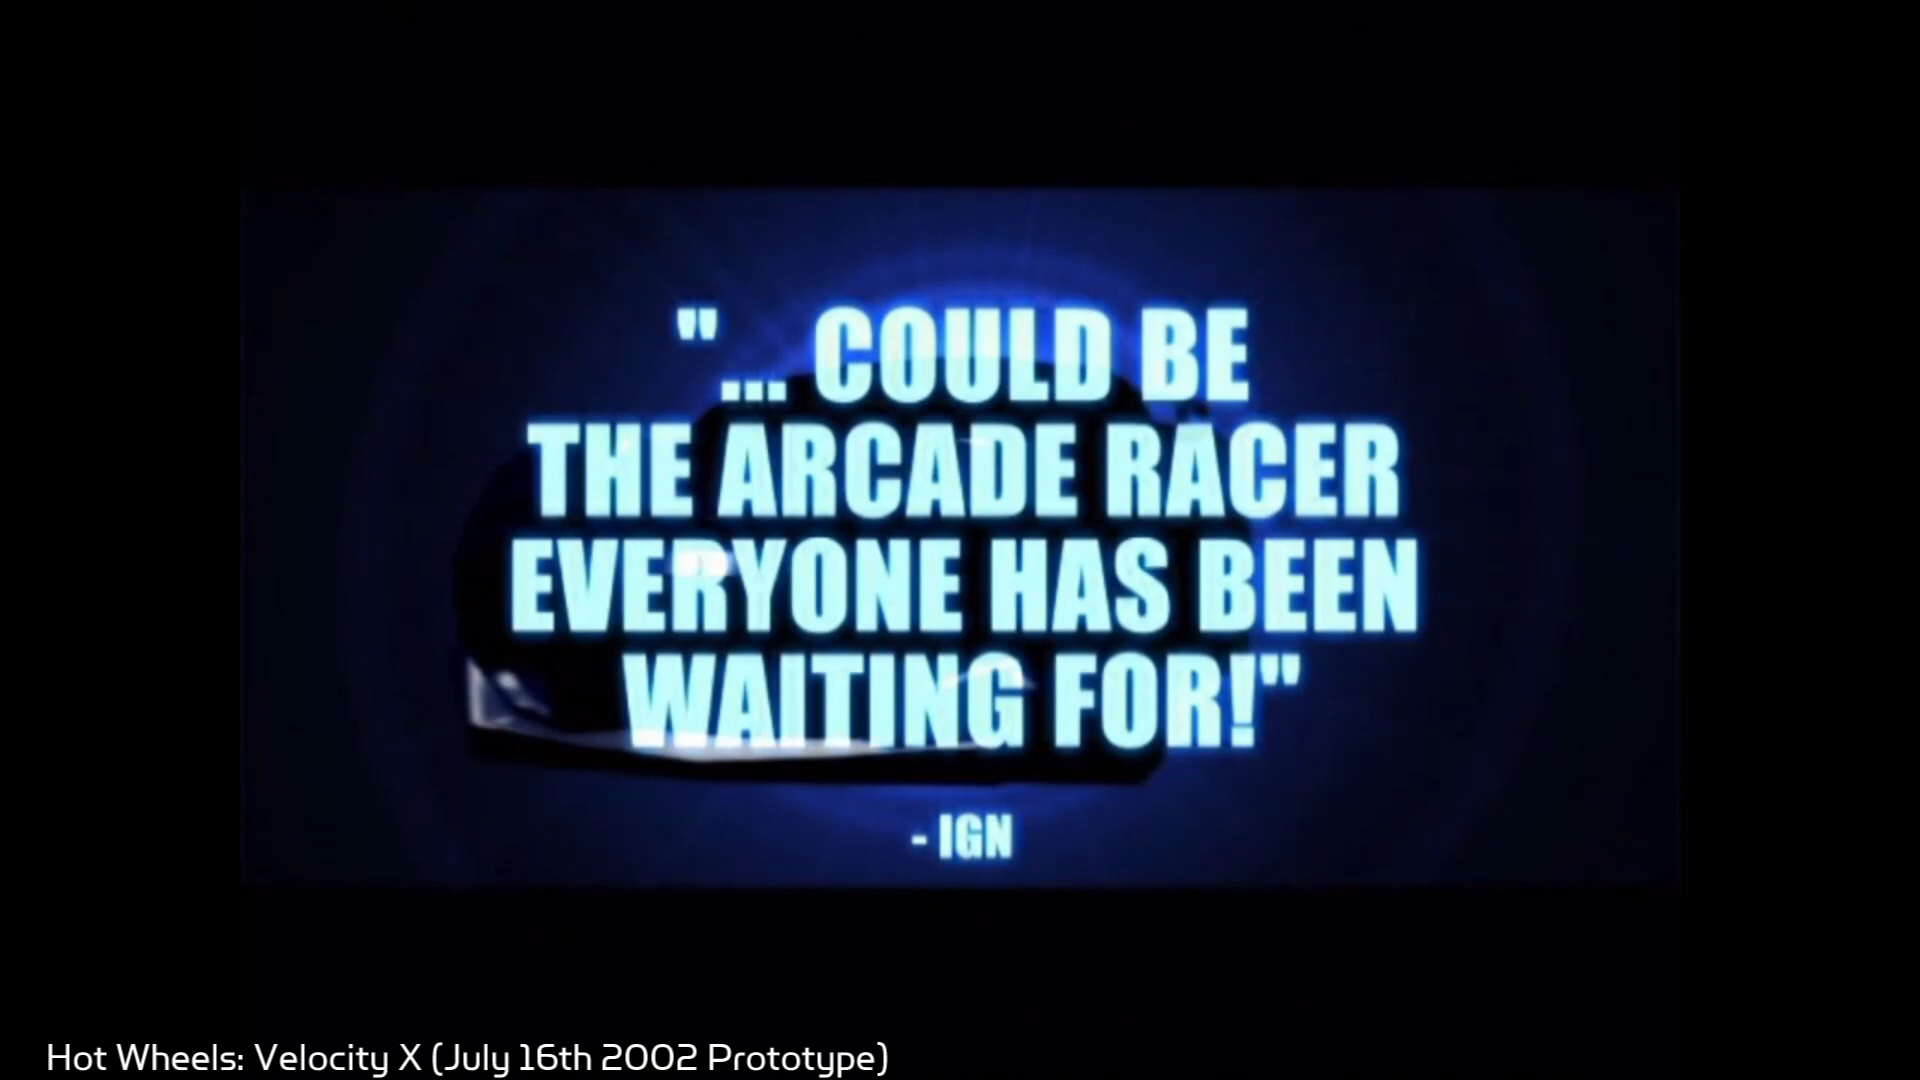 "... COULD BE
THE ARCADE RACER
EVERYONE HAS BEEN
WAITING FOR!"
- IGN
Hot Wheels: Velocity X (July 16th 2002 Prototype)